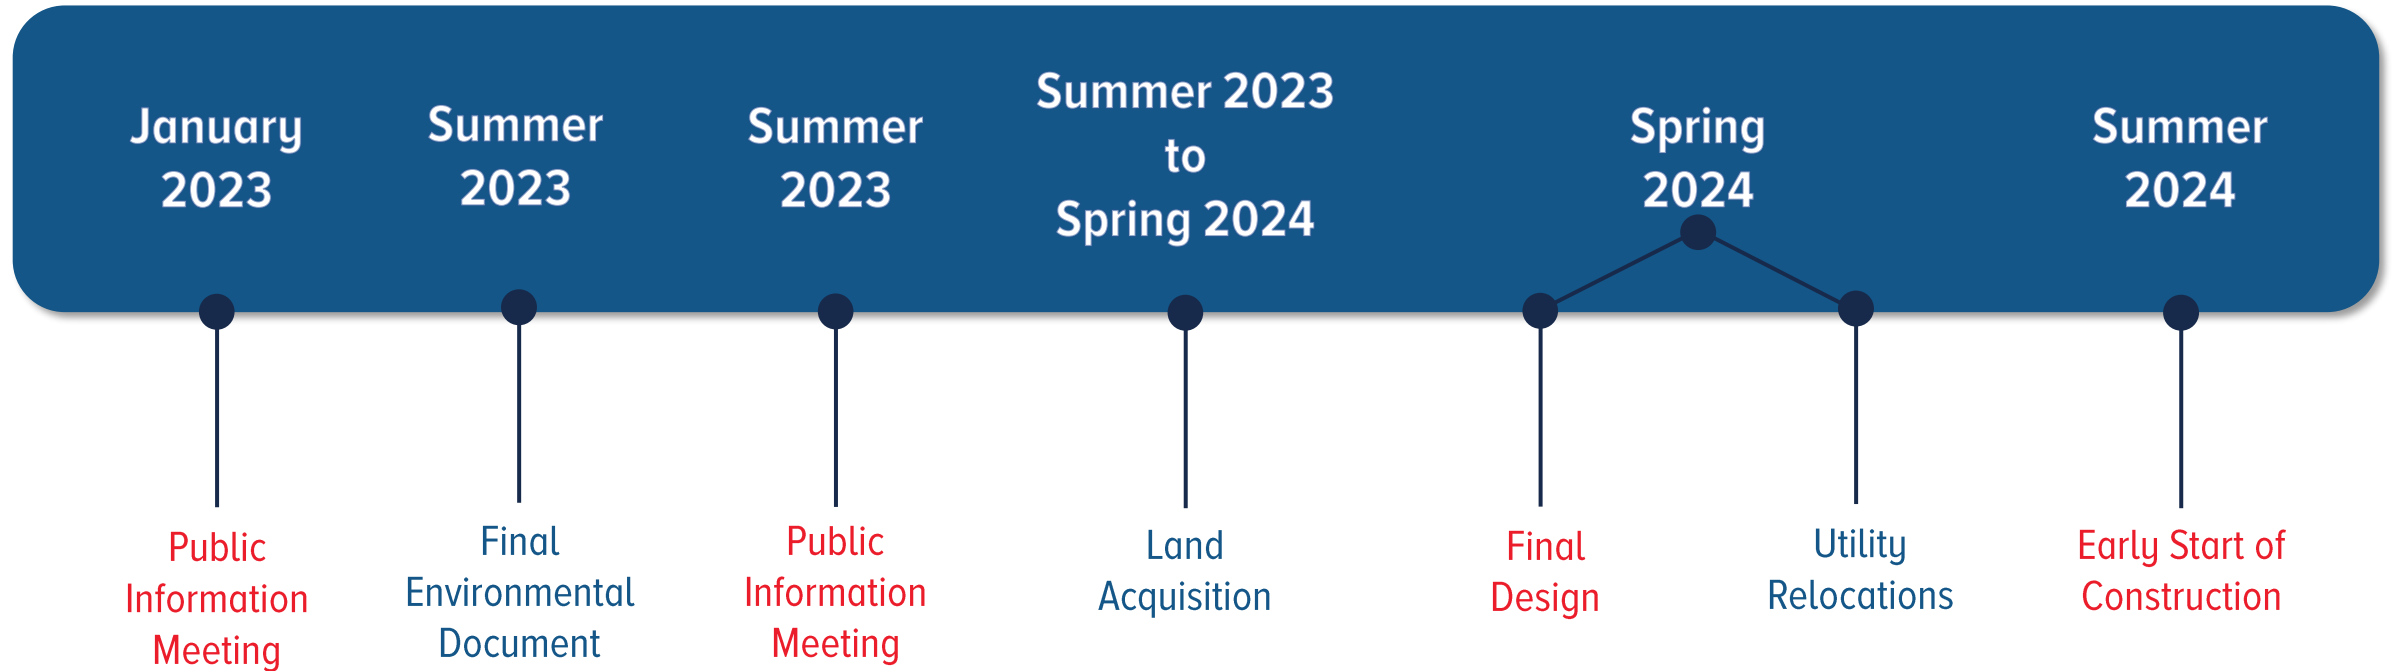 January
2023
Summer
2023
Summer
2023
Summer 2023
to
Spring 2024
Spring
2024
Summer
2024
Public
Information
Meeting
Final
Environmental
Document
Public
Information
Meeting
Land
Acquisition
Final
Design
Utility
Relocations
Early Start of
Construction